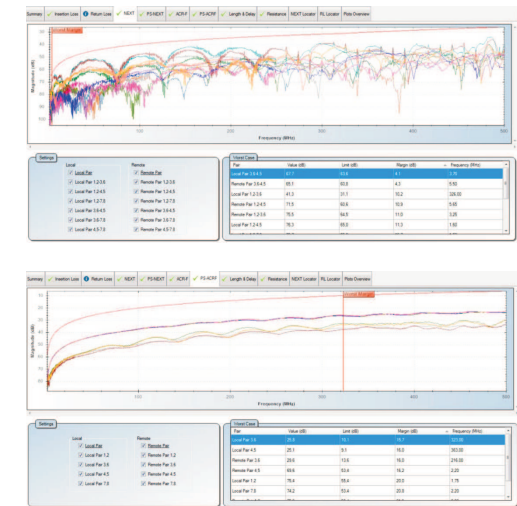 Summary Insertion Loss Return Loss NEXT PS-NEXT ACR-F PS-ACRF Length & Delay Resistance NEXT Locator RL Locator Plots Overview
Worst Margin
Magnitude (dB)
100 200 300 400 500
Frequency (MHz)
Settings
Local Remote
Local Pair Remote Pair
Local Pair 1,2-3,6 Remote Pair 1,2-3,6
Local Pair 1,2-4,5 Remote Pair 1,2-4,5
Local Pair 1,2-7,8 Remote Pair 1,2-7,8
Local Pair 3,6-4,5 Remote Pair 3,6-4,5
Local Pair 3,6-7,8 Remote Pair 3,6-7,8
Local Pair 4,5-7,8 Remote Pair 4,5-7,8
Worst Case
Pair Value (dB) Limit (dB) Margin (dB) Frequency (MHz)
Local Pair 3,6-4,5 67.7 63.6 4.1 3.75
Remote Pair 3,6-4,5 65.1 60.8 4.3 5.50
Local Pair 1,2-3,6 41.3 31.1 10.2 326.00
Remote Pair 1,2-4,5 71.5 60.6 10.9 5.65
Remote Pair 1,2-3,6 75.5 64.5 11.0 3.25
Local Pair 1,2-4,5 76.3 65.0 11.3 1.80
Summary Insertion Loss Return Loss NEXT PS-NEXT ACR-F PS-ACRF Length & Delay Resistance NEXT Locator RL Locator Plots Overview
Worst Margin
Magnitude (dB)
100 200 300 400 500
Frequency (MHz)
Settings
Local Remote
Local Pair Remote Pair
Local Pair 1,2 Remote Pair 1,2
Local Pair 3,6 Remote Pair 3,6
Local Pair 4,5 Remote Pair 4,5
Local Pair 7,8 Remote Pair 7,8
Worst Case
Pair Value (dB) Limit (dB) Margin (dB) Frequency (MHz)
Local Pair 3,6 25.8 10.1 15.7 323.00
Local Pair 4,5 25.1 9.1 16.0 363.00
Remote Pair 3,6 29.6 13.6 16.0 216.00
Remote Pair 4,5 69.6 53.4 16.2 2.20
Local Pair 1,2 75.4 55.4 20.0 1.75
Local Pair 7,8 74.2 53.4 20.8 2.20